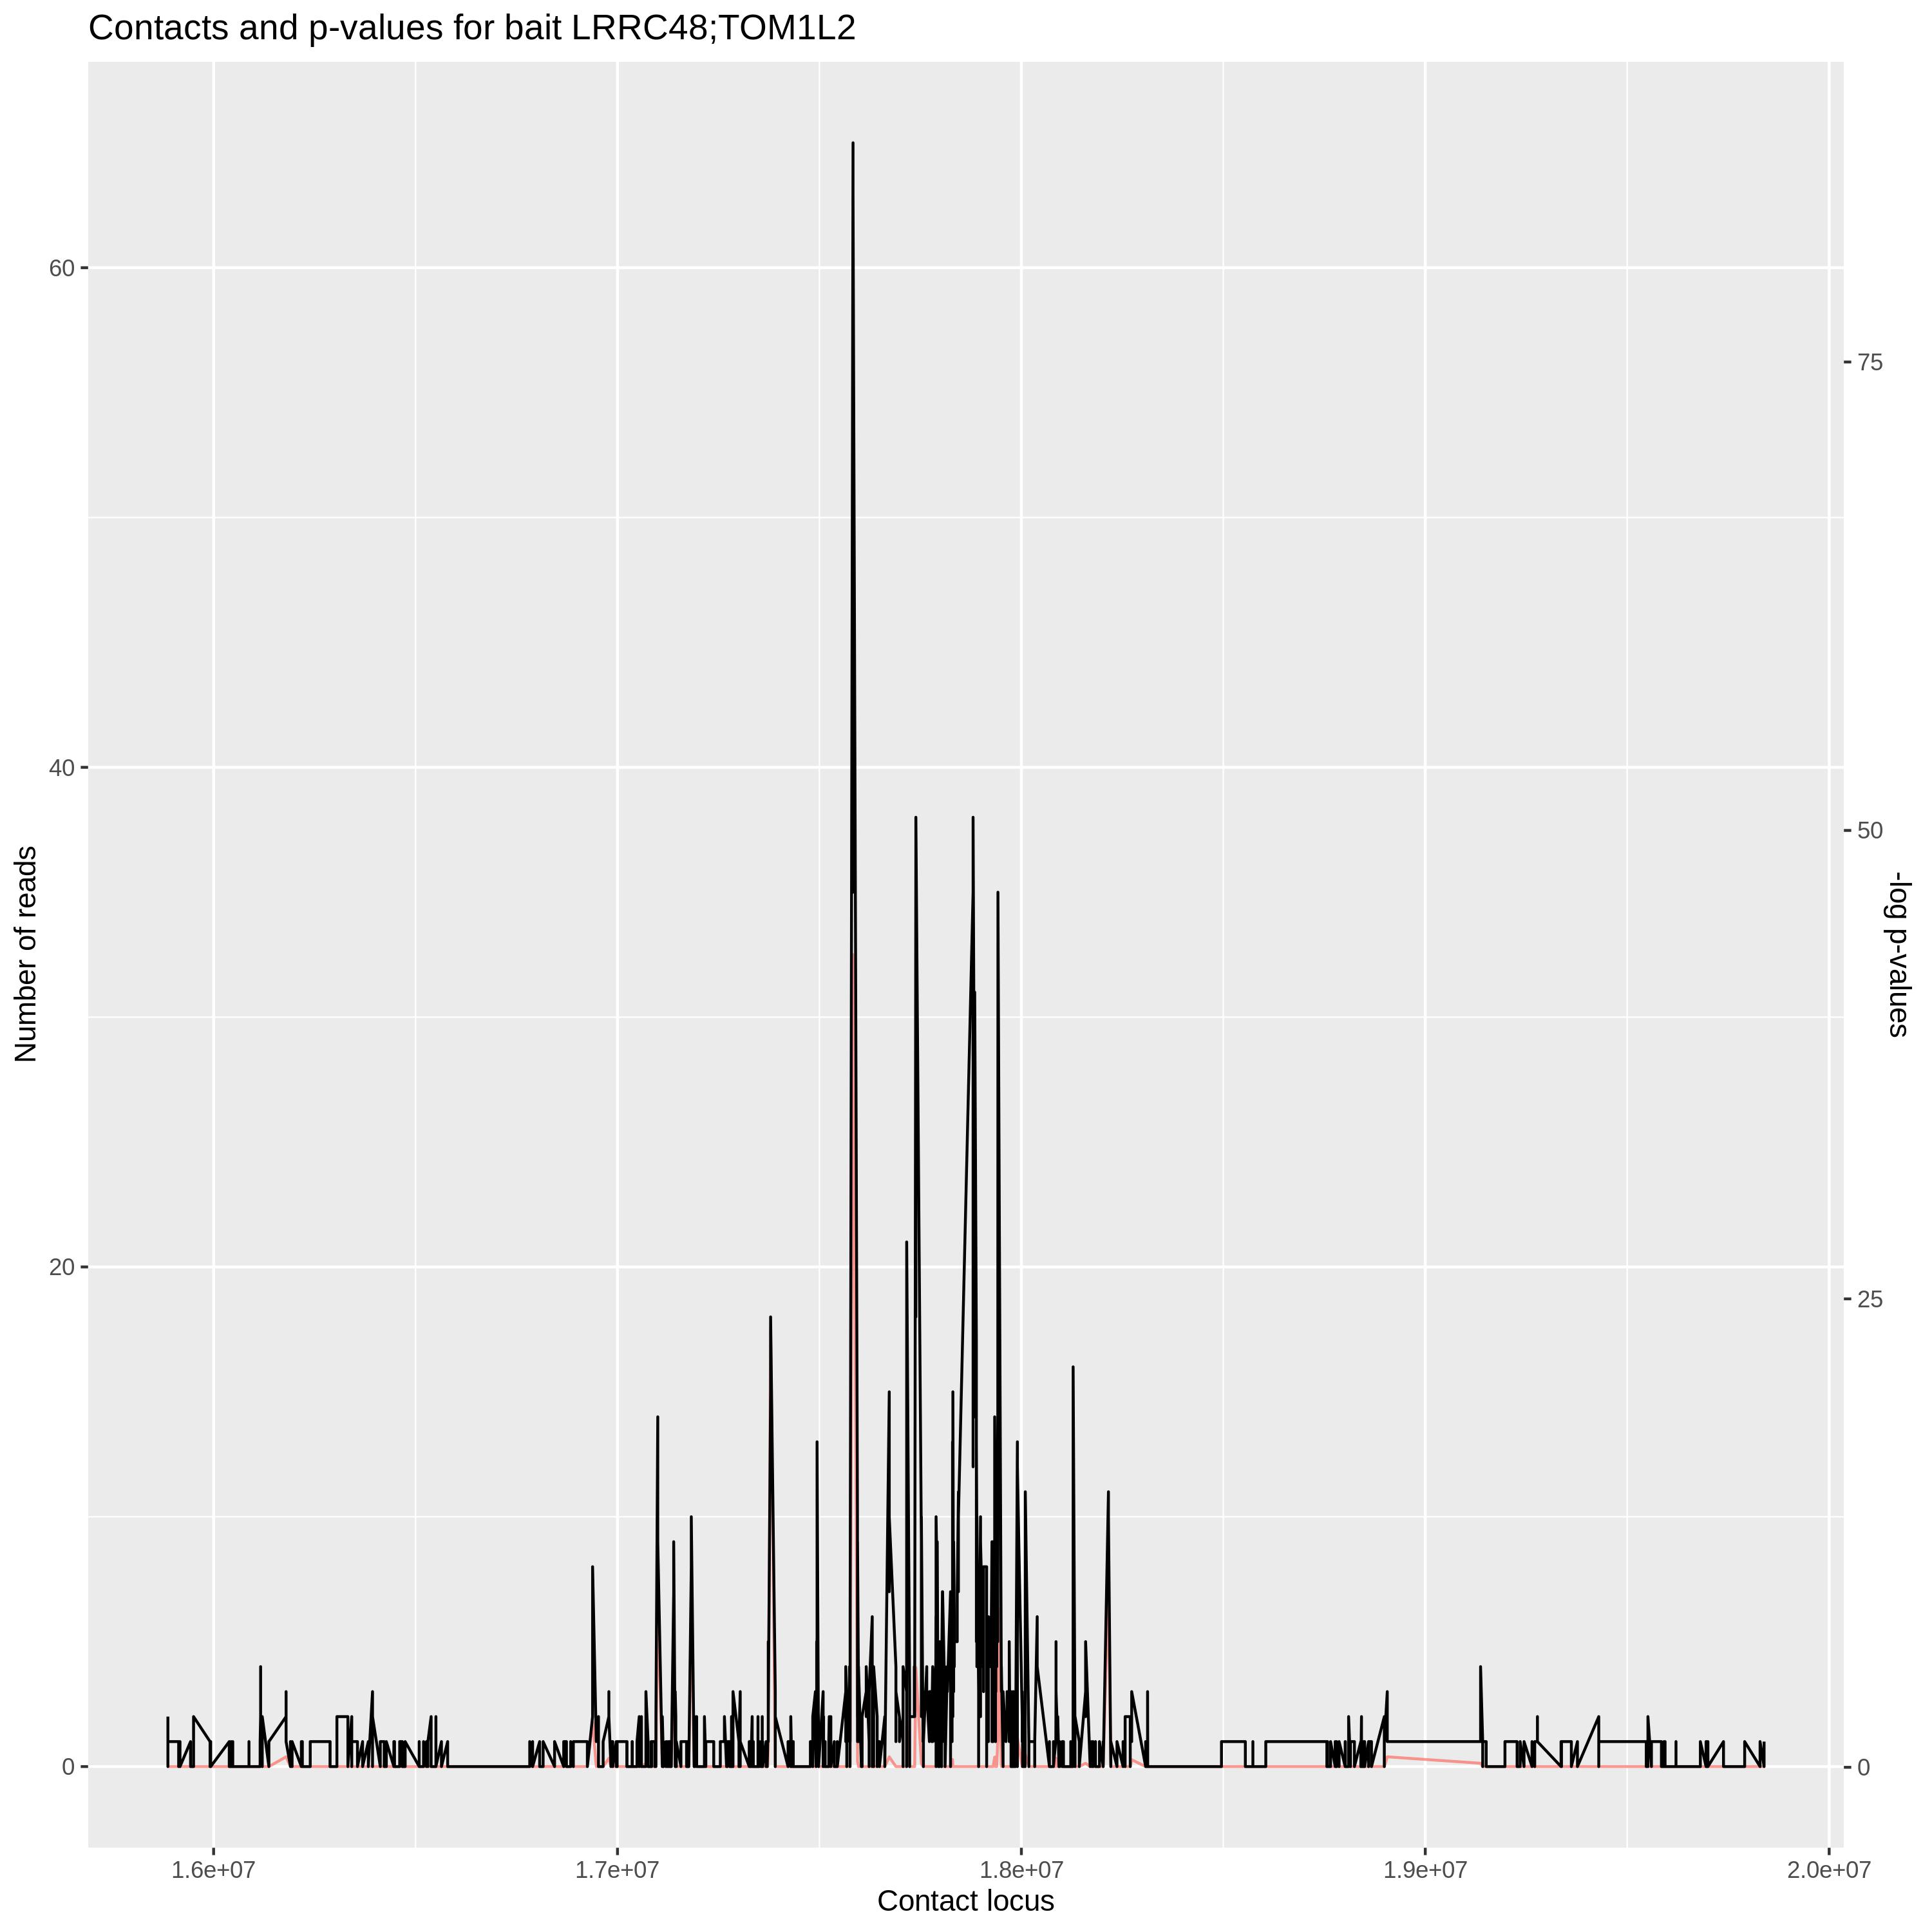 Contacts and p-values for bait LRRC48;TOM1L2
60
40
20
0
Number of reads
75
50
25
0
-log p-values
1.6e+07 1.7e+07 1.8e+07 1.9e+07 2.0e+07
Contact locus